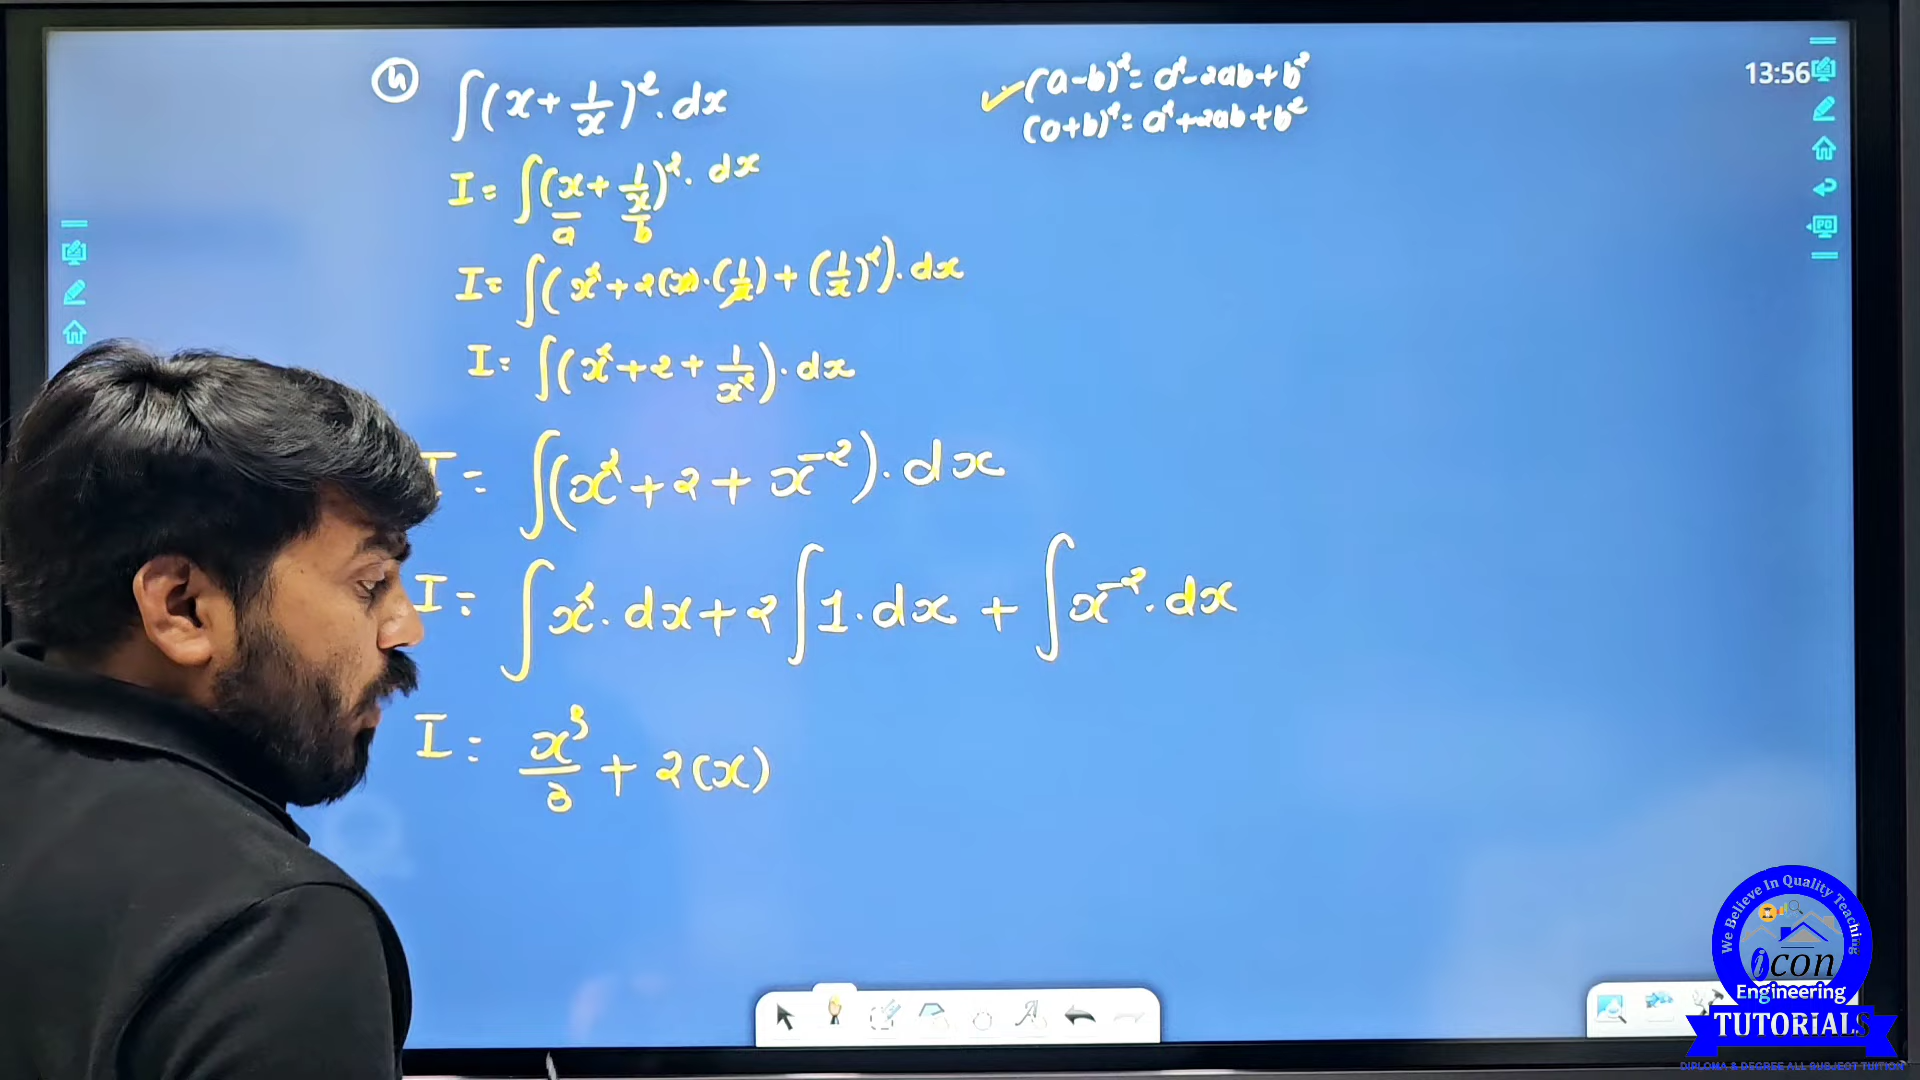 (4) ∫(x + 1/x)². dx
(a-b)² = a² - 2ab + b²
(a+b)² = a² + 2ab + b²
13:56
I = ∫(x + 1/x)². dx
a b
I = ∫(x² + 2(x).(1/x) + (1/x)²). dx
I = ∫(x² + 2 + 1/x²). dx
I = ∫(x² + 2 + x⁻²). dx
I = ∫x². dx + 2∫1. dx + ∫x⁻². dx
I = x³/3 + 2(x)
We Believe In Quality Teaching
icon
Engineering
TUTORIALS
DIPLOMA & DEGREE ALL SUBJECT TUITION